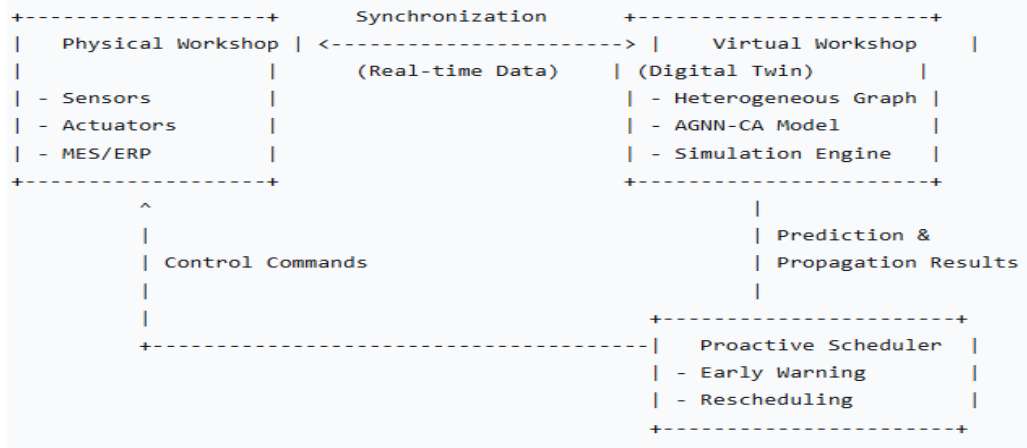 Synchronization
Physical Workshop <-----------------------> Virtual Workshop
(Real-time Data) (Digital Twin)
- Sensors - Heterogeneous Graph
- Actuators - AGNN-CA Model
- MES/ERP - Simulation Engine
Prediction &
Control Commands Propagation Results
Proactive Scheduler
- Early Warning
- Rescheduling